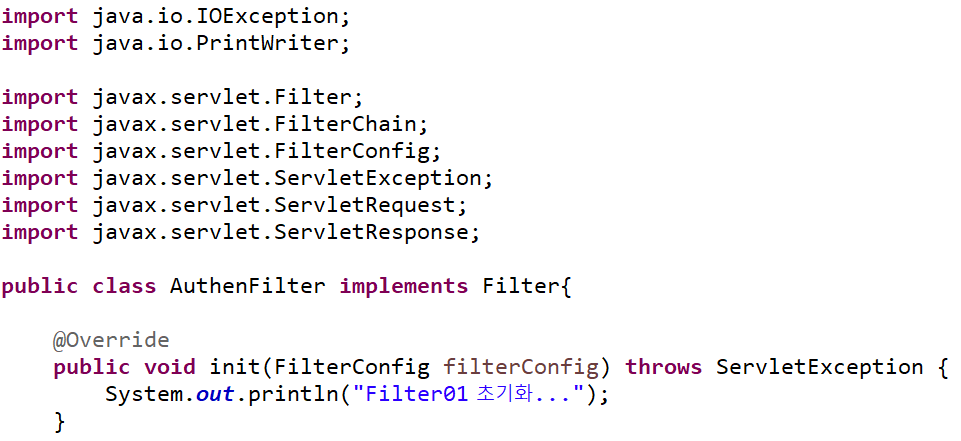 import java.io.IOException;
import java.io.PrintWriter;

import javax.servlet.Filter;
import javax.servlet.FilterChain;
import javax.servlet.FilterConfig;
import javax.servlet.ServletException;
import javax.servlet.ServletRequest;
import javax.servlet.ServletResponse;

public class AuthenFilter implements Filter{

    @Override
    public void init(FilterConfig filterConfig) throws ServletException {
        System.out.println("Filter01 초기화...");
    }